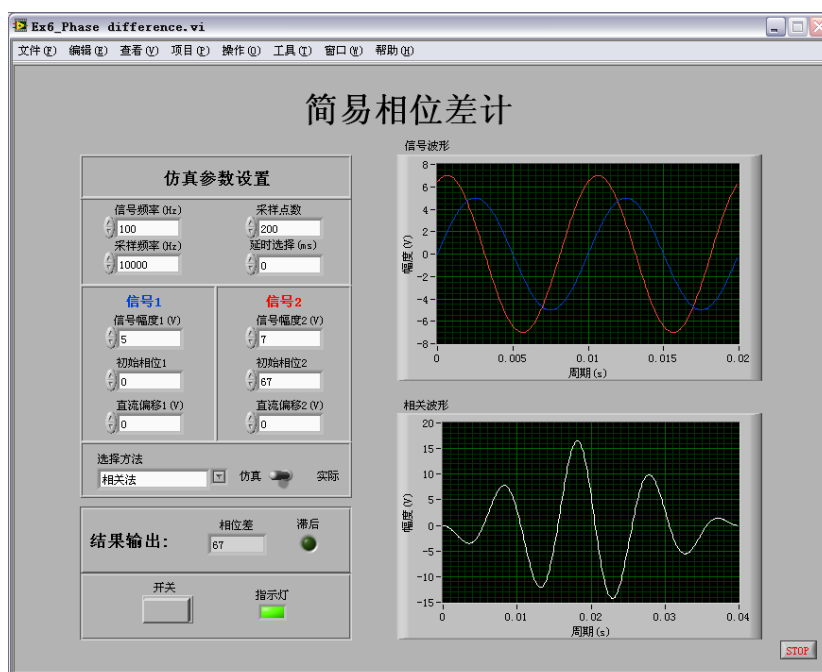 Ex6_Phase difference.vi
文件(F) 编辑(E) 查看(V) 项目(P) 操作(O) 工具(T) 窗口(W) 帮助(H)
简易相位差计
仿真参数设置
信号频率(Hz) 采样点数
100 200
采样频率(Hz) 延时选择(ms)
10000 0
信号1 信号2
信号幅度1(V) 信号幅度2(V)
5 7
初始相位1 初始相位2
0 67
直流偏移1(V) 直流偏移2(V)
0 0
选择方法
相关法 仿真 实际
相位差 滞后
结果输出: 67
开关 指示灯
信号波形
幅度(V)
8
6
4
2
0
-2
-4
-6
-8
0 0.005 0.01 0.015 0.02
周期(s)
相关波形
幅度(V)
20
15
10
5
0
-5
-10
-15
0 0.01 0.02 0.03 0.04
周期(s)
STOP